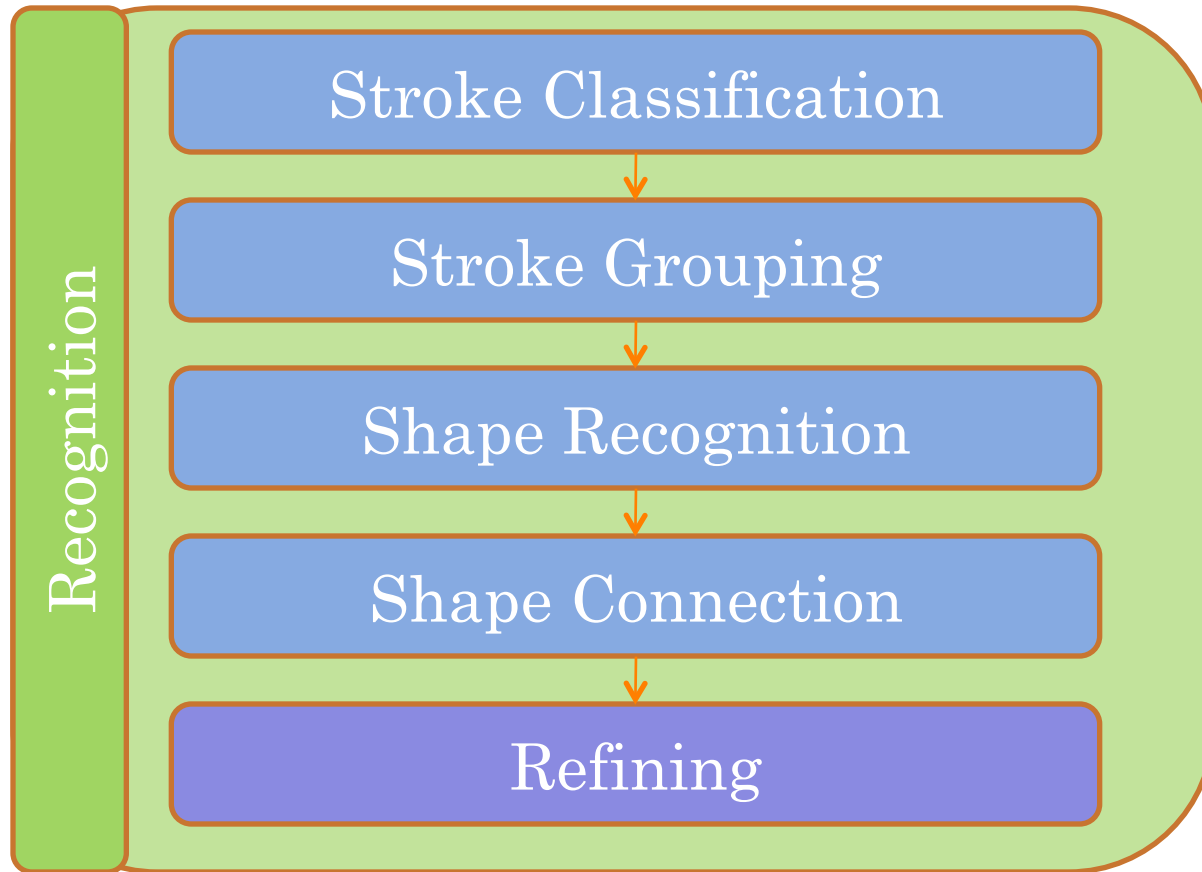 Recognition
Stroke Classification
Stroke Grouping
Shape Recognition
Shape Connection
Refining